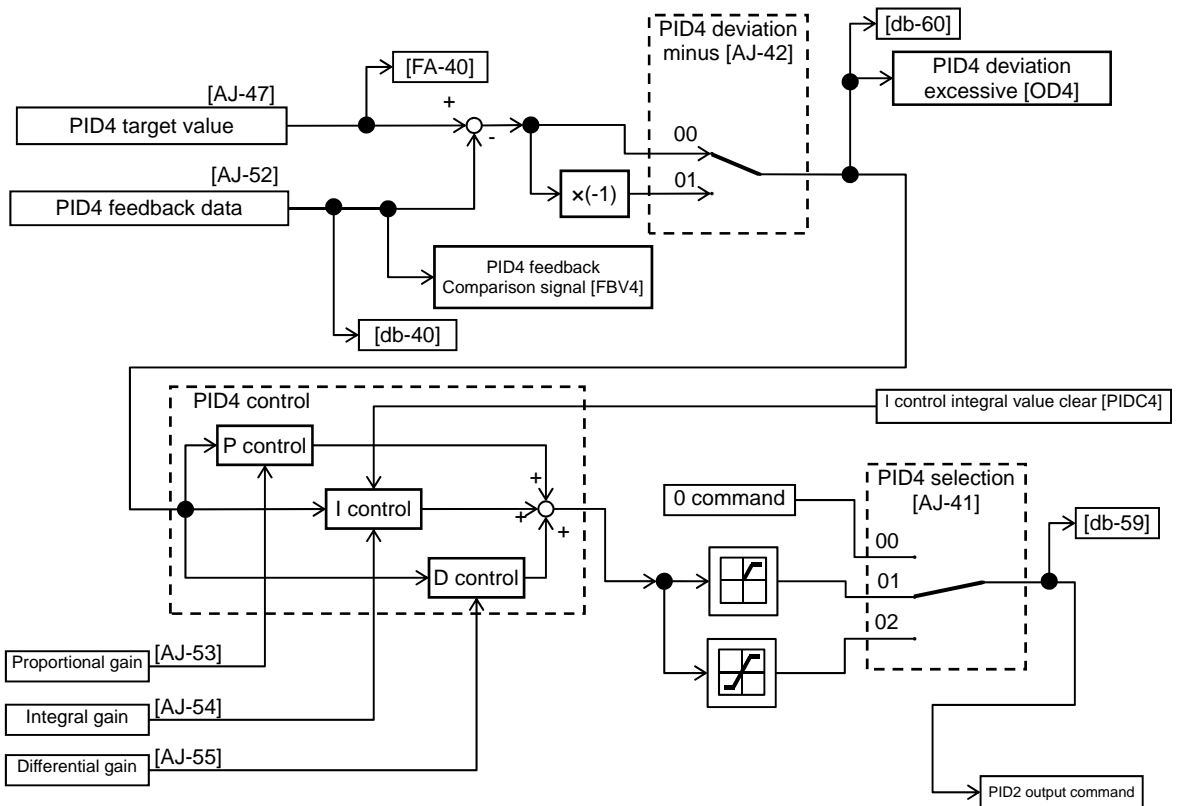 PID4 deviation
minus [AJ-42]
[db-60]
[FA-40]
PID4 deviation
excessive [OD4]
[AJ-47]
PID4 target value
+
-
00
[AJ-52]
01
×(-1)
PID4 feedback data
PID4 feedback
Comparison signal [FBV4]
[db-40]
PID4 control
I control integral value clear [PIDC4]
P control
I control
D control
+
+
+
0 command
PID4 selection
[AJ-41]
[db-59]
00
01
02
Proportional gain
[AJ-53]
Integral gain
[AJ-54]
Differential gain
[AJ-55]
PID2 output command